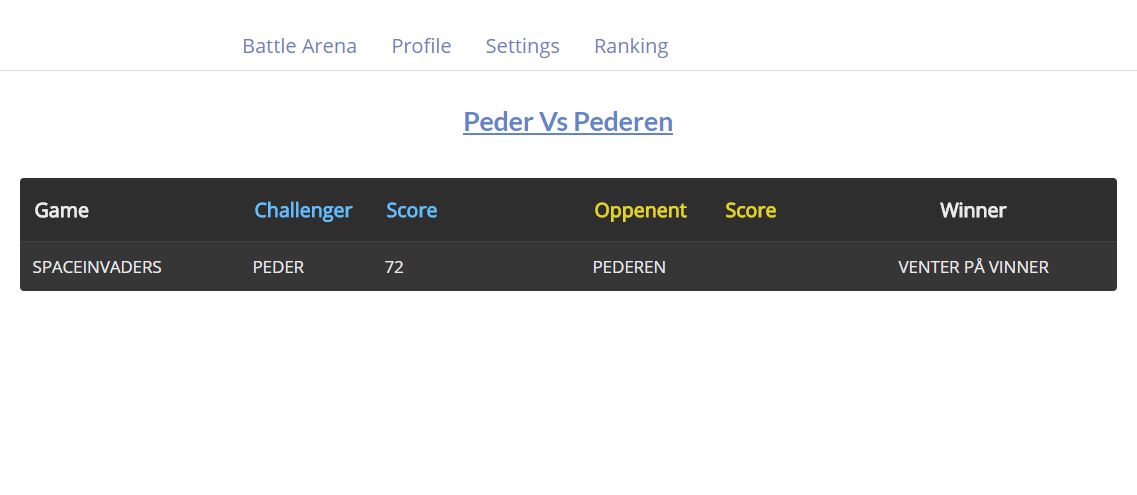 Battle Arena Profile Settings Ranking
Peder Vs Pederen
Game Challenger Score Oppenent Score Winner
SPACEINVADERS PEDER 72 PEDEREN VENTER PÅ VINNER